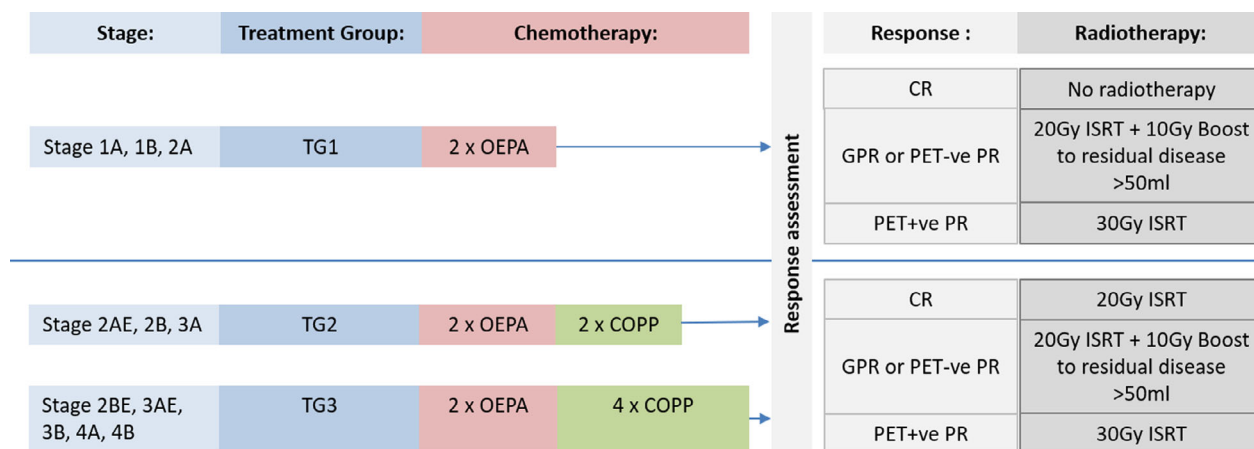 Stage: Treatment Group: Chemotherapy: Response : Radiotherapy:
CR No radiotherapy
Stage 1A, 1B, 2A TG1 2 x OEPA
GPR or PET-ve PR
20Gy ISRT + 10Gy Boost
to residual disease
>50ml
PET+ve PR 30Gy ISRT
Response assessment
Stage 2AE, 2B, 3A TG2 2 x OEPA 2 x COPP
CR 20Gy ISRT
GPR or PET-ve PR
20Gy ISRT + 10Gy Boost
to residual disease
>50ml
Stage 2BE, 3AE,
3B, 4A, 4B
TG3 2 x OEPA 4 x COPP
PET+ve PR 30Gy ISRT